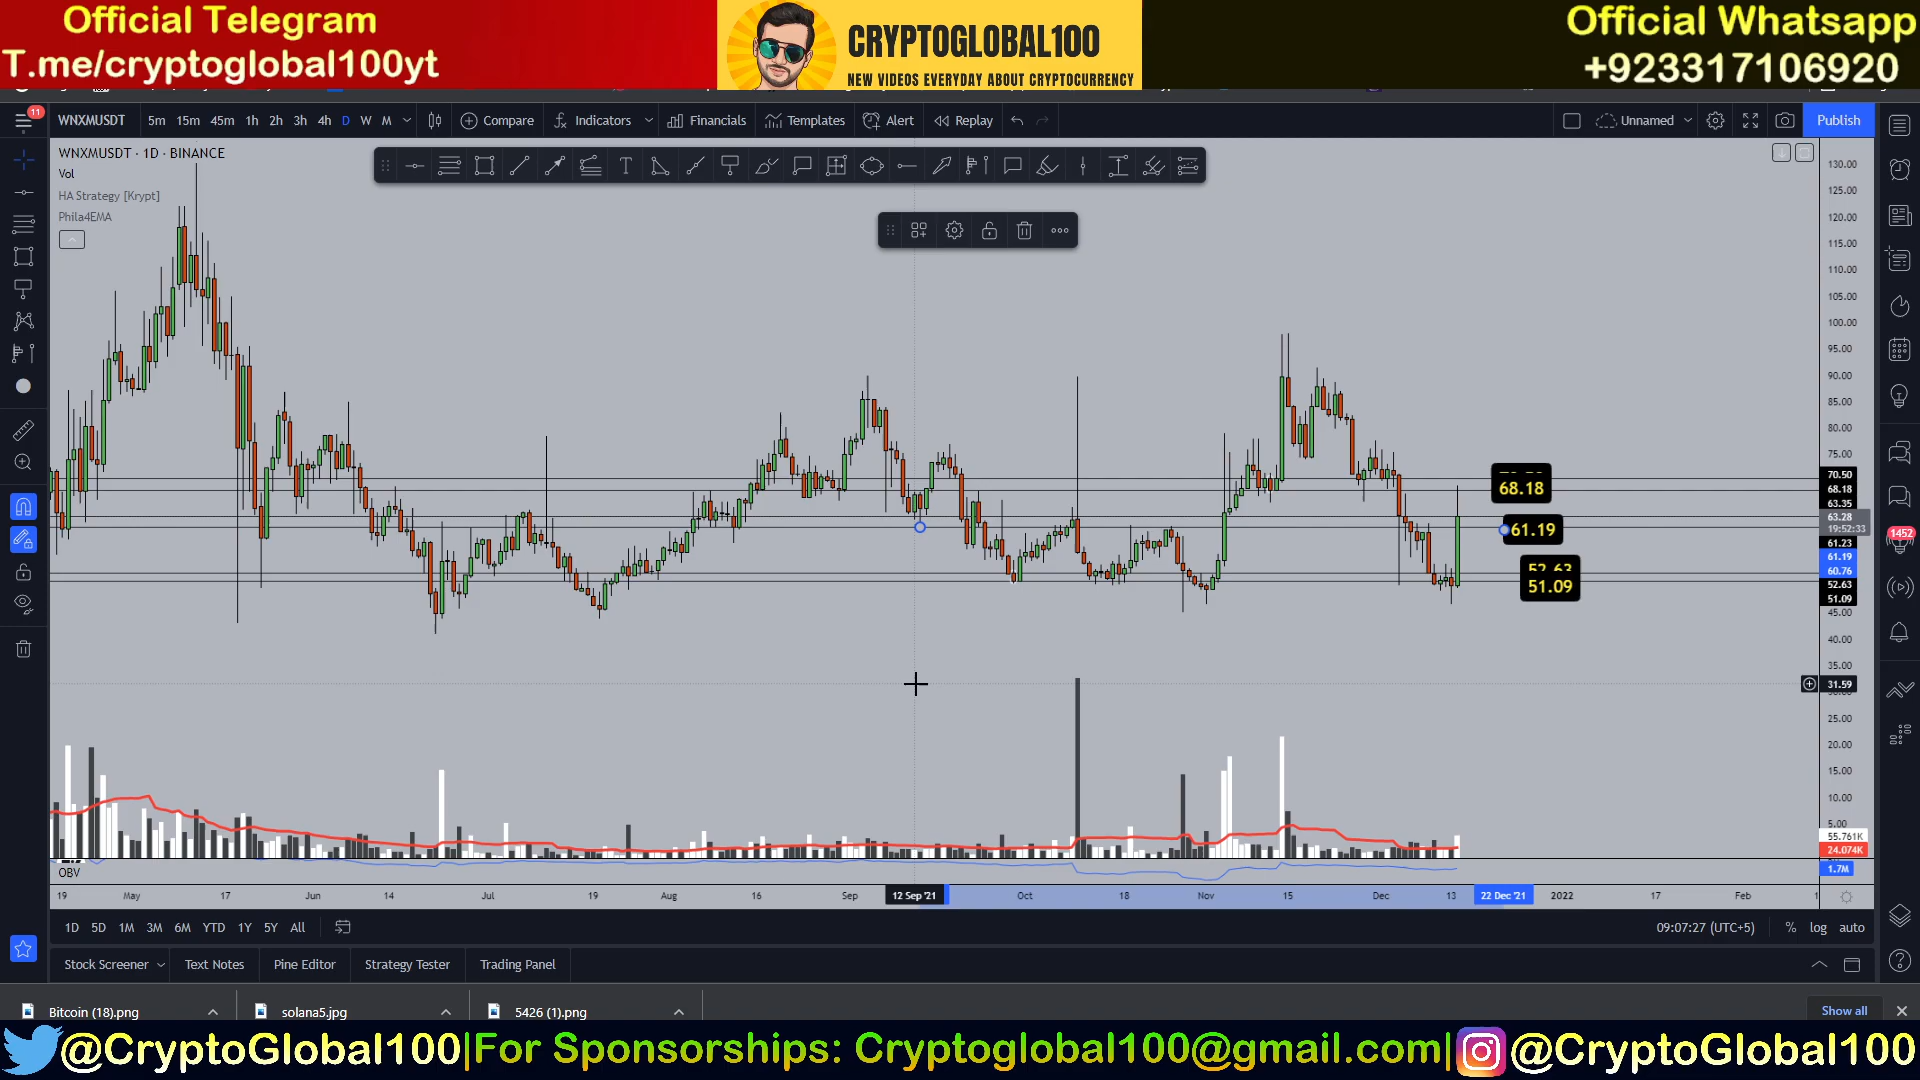 Official Telegram
T.me/cryptoglobal100yt
CRYPTOGLOBAL100
NEW VIDEOS EVERYDAY ABOUT CRYPTOCURRENCY
Official Whatsapp
+923317106920
11
WNXMUSDT 5m 15m 45m 1h 2h 3h 4h D W M Compare Indicators Financials Templates Alert Replay Unnamed Publish
WNXMUSDT · 1D · BINANCE
Vol
HA Strategy [Krypt]
Phila4EMA
130.00
125.00
120.00
115.00
110.00
105.00
100.00
95.00
90.00
85.00
80.00
75.00
70.50
68.18
63.35
63.28
19:52:33
61.23
61.19
60.76
52.63
51.09
45.00
40.00
35.00
31.59
25.00
20.00
15.00
10.00
5.00
55.761K
24.074K
1.7M
68.18
61.19
52.63
51.09
1452
OBV
19 May 17 Jun 14 Jul 19 Aug 16 Sep 12 Sep '21 Oct 18 Nov 15 Dec 13 22 Dec '21 2022 17 Feb
1D 5D 1M 3M 6M YTD 1Y 5Y All 09:07:27 (UTC+5) % log auto
Stock Screener Text Notes Pine Editor Strategy Tester Trading Panel
Bitcoin (18).png solana5.jpg 5426 (1).png Show all
@CryptoGlobal100|For Sponsorships: Cryptoglobal100@gmail.com|@CryptoGlobal100